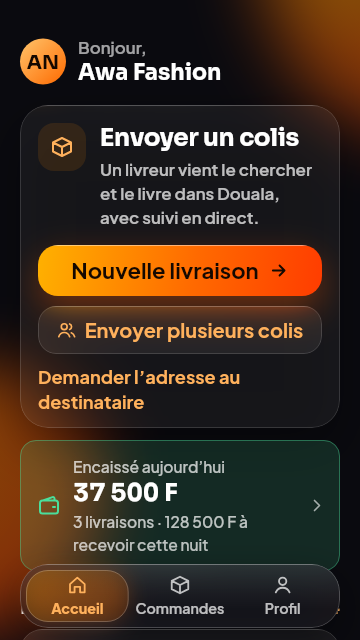 AN
Bonjour,
Awa Fashion
Envoyer un colis
Un livreur vient le chercher
et le livre dans Douala,
avec suivi en direct.
Nouvelle livraison →
Envoyer plusieurs colis
Demander l’adresse au
destinataire
Encaissé aujourd’hui
37 500 F
3 livraisons · 128 500 F à
recevoir cette nuit
Accueil
Commandes
Profil